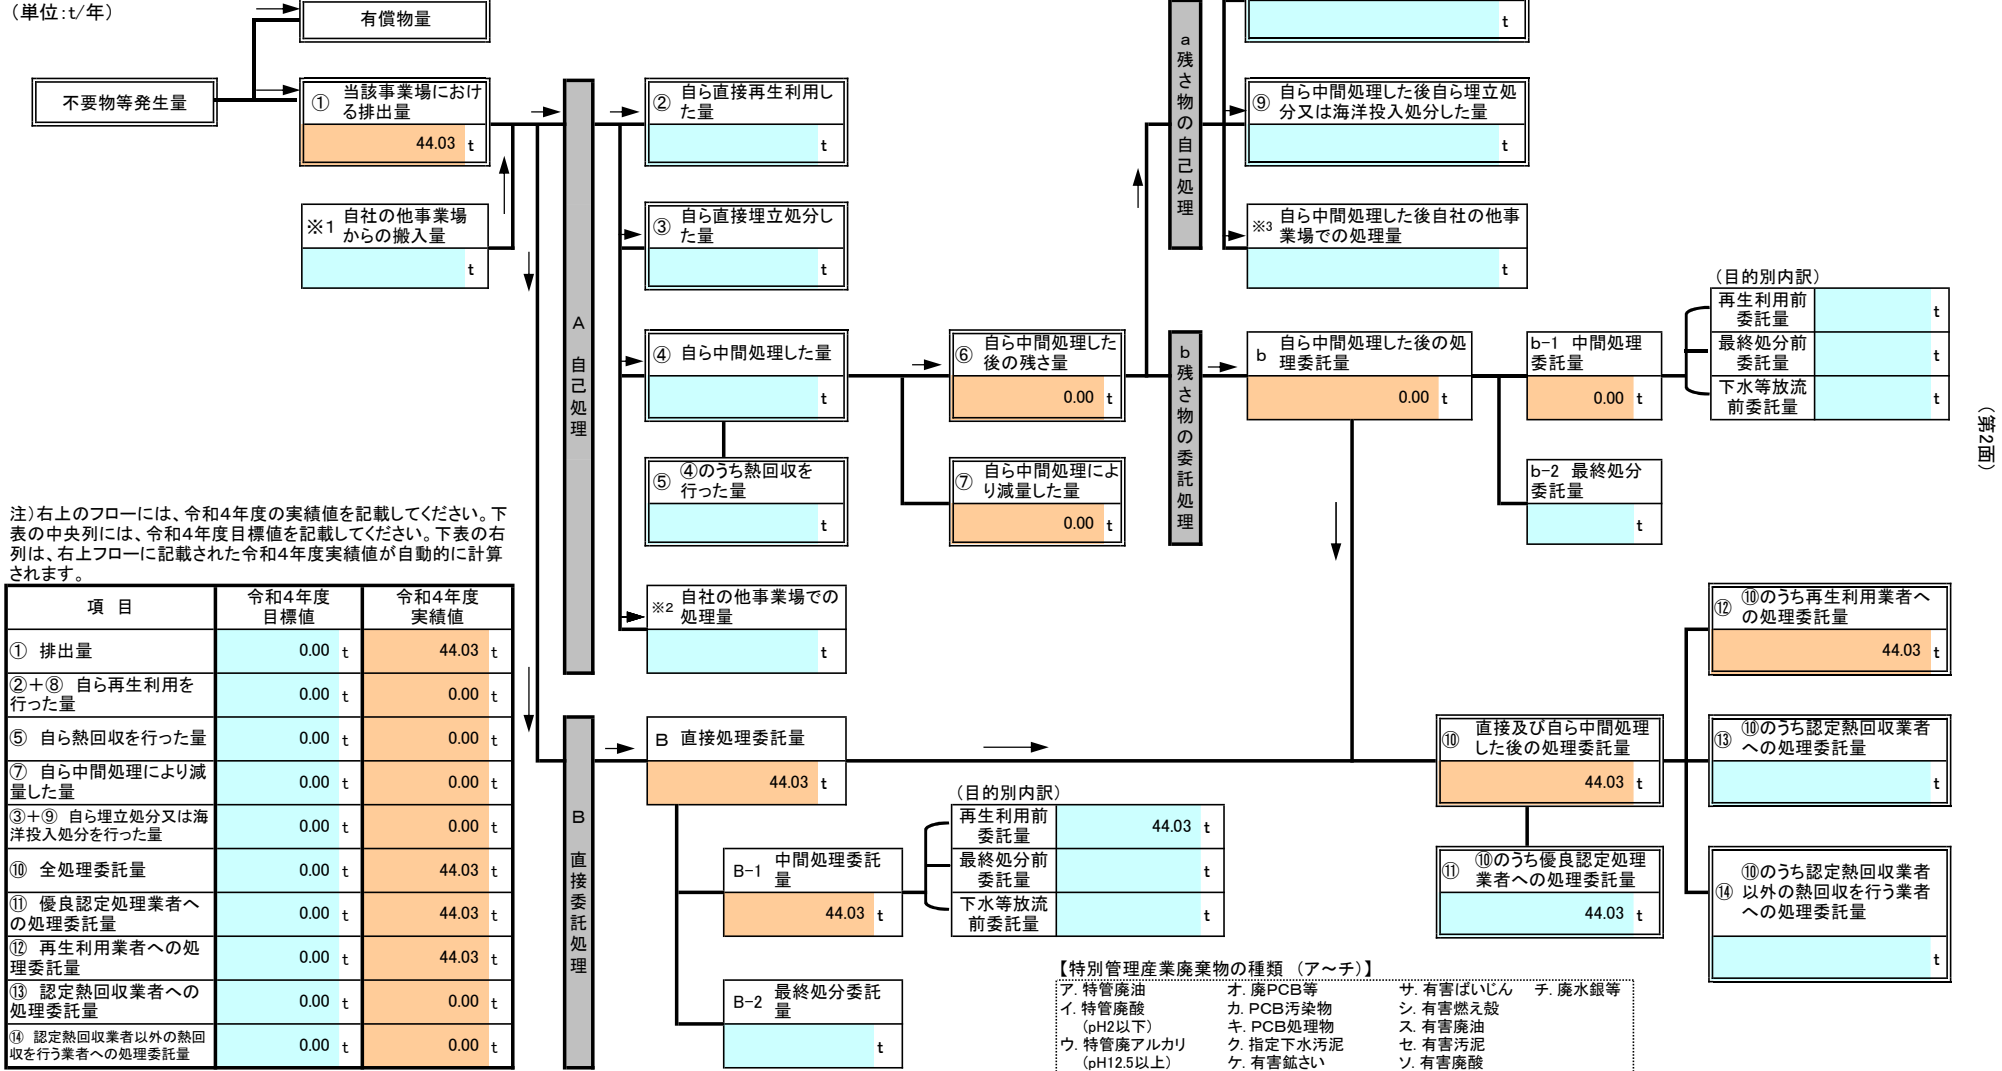 （単位:t/年）
有償物量
不要物等発生量
① 当該事業場におけ
る排出量
44.03 t
※1 自社の他事業場
からの搬入量
t
A 自己処理
② 自ら直接再生利用し
た量
t
③ 自ら直接埋立処分し
た量
t
④ 自ら中間処理した量
t
⑤ ④のうち熱回収を
行った量
t
※2 自社の他事業場での
処理量
t
⑥ 自ら中間処理した
後の残さ量
0.00 t
⑦ 自ら中間処理によ
り減量した量
0.00 t
a 残さ物の自己処理
t
⑨ 自ら中間処理した後自ら埋立処
分又は海洋投入処分した量
t
※3 自ら中間処理した後自社の他事
業場での処理量
t
b 残さ物の委託処理
b 自ら中間処理した後の処
理委託量
0.00 t
b-1 中間処理
委託量
0.00 t
b-2 最終処分
委託量
t
（目的別内訳）
再生利用前
委託量
t
最終処分前
委託量
t
下水等放流
前委託量
t
（第2面）
注）右上のフローには、令和4年度の実績値を記載してください。下
表の中央列には、令和4年度目標値を記載してください。下表の右
列は、右上フローに記載された令和4年度実績値が自動的に計算
されます。
項 目 令和4年度 令和4年度
目標値 実績値
① 排出量 0.00 t 44.03 t
②＋⑧ 自ら再生利用を
行った量 0.00 t 0.00 t
⑤ 自ら熱回収を行った量 0.00 t 0.00 t
⑦ 自ら中間処理により減
量した量 0.00 t 0.00 t
③＋⑨ 自ら埋立処分又は海
洋投入処分を行った量 0.00 t 0.00 t
⑩ 全処理委託量 0.00 t 44.03 t
⑪ 優良認定処理業者へ
の処理委託量 0.00 t 44.03 t
⑫ 再生利用業者への処
理委託量 0.00 t 44.03 t
⑬ 認定熱回収業者への
処理委託量 0.00 t 0.00 t
⑭ 認定熱回収業者以外の熱回
収を行う業者への処理委託量 0.00 t 0.00 t
B 直接委託処理
B 直接処理委託量
44.03 t
B-1 中間処理委託
量
44.03 t
B-2 最終処分委託
量
t
（目的別内訳）
再生利用前
委託量
44.03 t
最終処分前
委託量
t
下水等放流
前委託量
t
⑩ 直接及び自ら中間処理
した後の処理委託量
44.03 t
⑪ ⑩のうち優良認定処理
業者への処理委託量
44.03 t
⑫ ⑩のうち再生利用業者へ
の処理委託量
44.03 t
⑬ ⑩のうち認定熱回収業者
への処理委託量
t
⑭ ⑩のうち認定熱回収業者
以外の熱回収を行う業者
への処理委託量
t
【特別管理産業廃棄物の種類 （ア～チ）】
ア. 特管廃油 オ. 廃PCB等 サ. 有害ばいじん チ. 廃水銀等
イ. 特管廃酸 カ. PCB汚染物 シ. 有害燃え殻
（pH2以下） キ. PCB処理物 ス. 有害廃油
ウ. 特管廃アルカリ ク. 指定下水汚泥 セ. 有害汚泥
（pH12.5以上） ケ. 有害鉱さい ソ. 有害廃酸